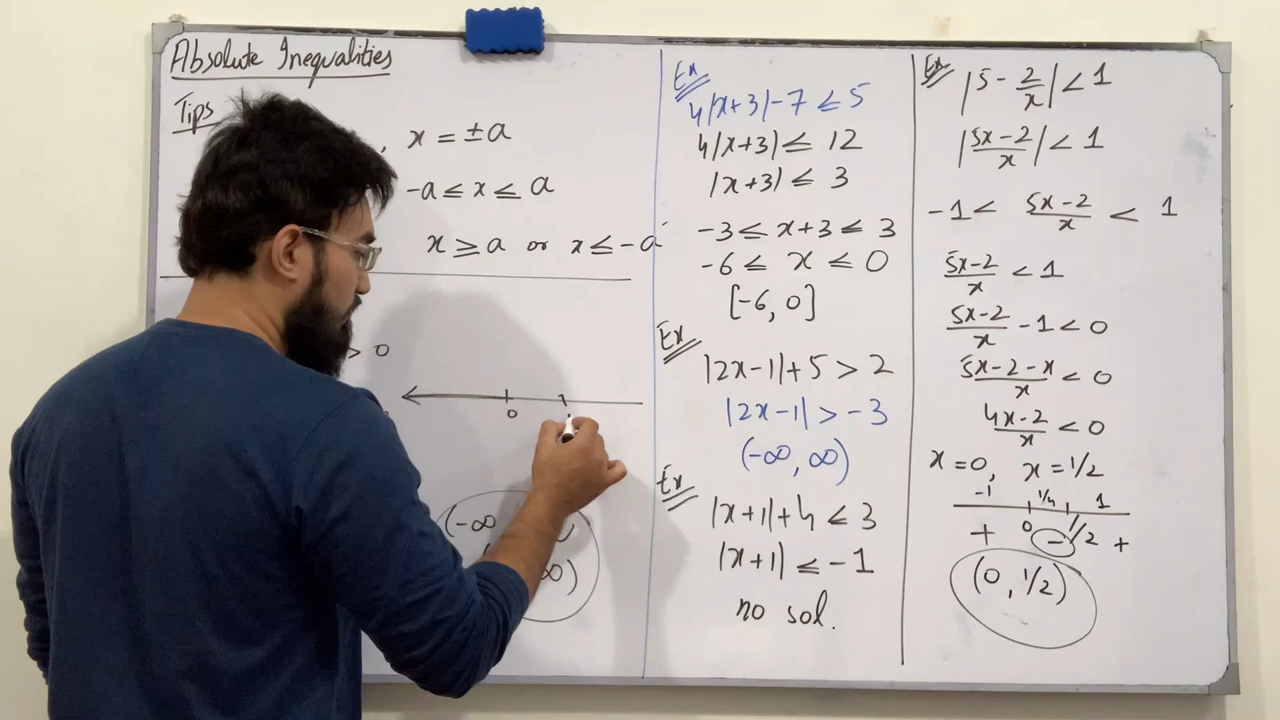 Absolute Inequalities
Tips
, x = ±a
-a ≤ x ≤ a
x ≥ a or x ≤ -a
> 0
0
(-∞
∞)
Ex
4|x+3|-7 ≤ 5
4|x+3| ≤ 12
|x+3| ≤ 3
-3 ≤ x+3 ≤ 3
-6 ≤ x ≤ 0
[-6, 0]
Ex
|2x-1|+5 > 2
|2x-1| > -3
(-∞, ∞)
Ex
|x+1|+4 ≤ 3
|x+1| ≤ -1
no sol.
Ex
|5 - 2/x| < 1
|5x-2/x| < 1
-1 < 5x-2/x < 1
5x-2/x < 1
5x-2/x - 1 < 0
5x-2-x/x < 0
4x-2/x < 0
x = 0, x = 1/2
-1 1/4 1
+ 0 - 1/2 +
(0, 1/2)